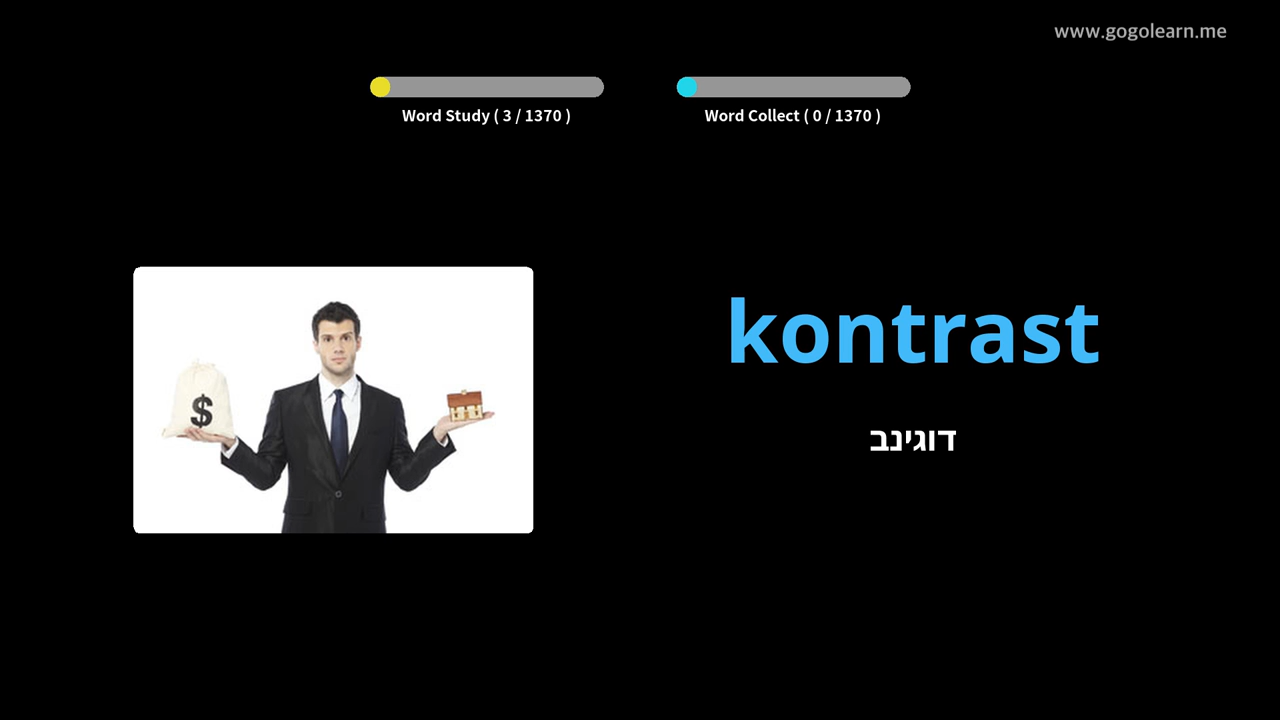 www.gogolearn.me
Word Study ( 3 / 1370 )
Word Collect ( 0 / 1370 )
$
kontrast
דוגינב